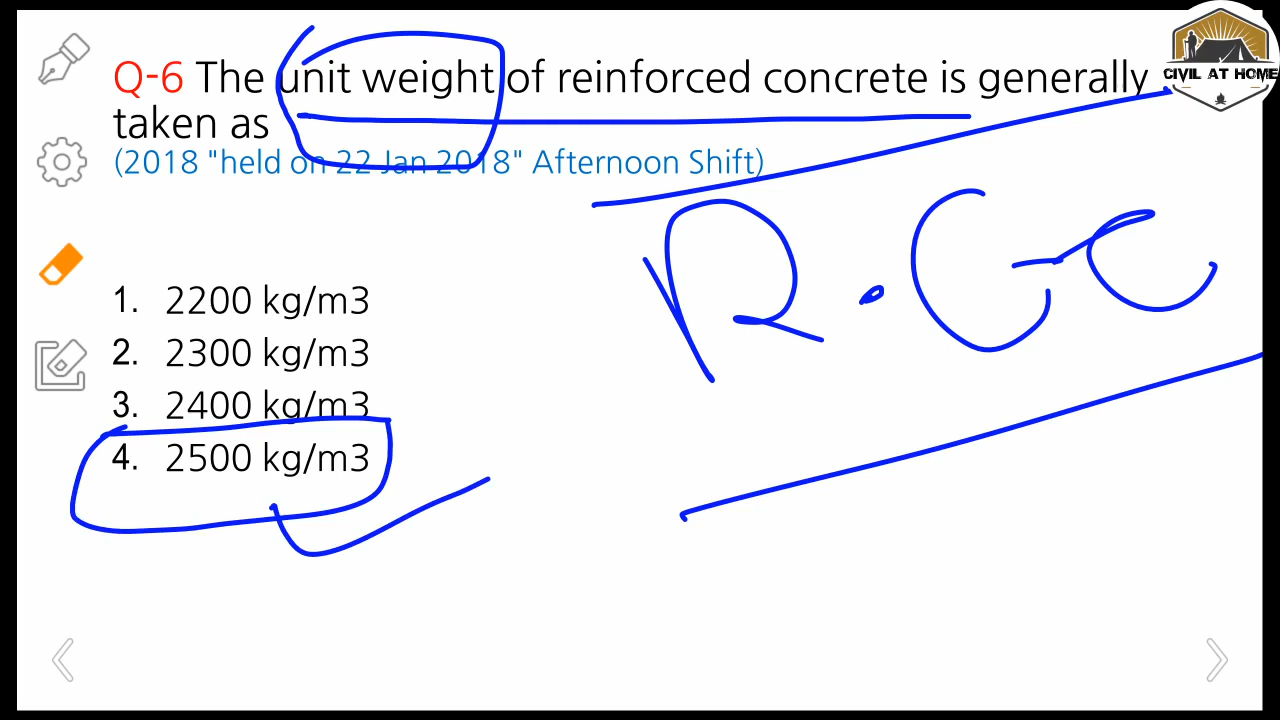 Q-6 The unit weight of reinforced concrete is generally
taken as
(2018 "held on 22 Jan 2018" Afternoon Shift)
1. 2200 kg/m3
2. 2300 kg/m3
3. 2400 kg/m3
4. 2500 kg/m3
R.CC
CIVIL AT HOME